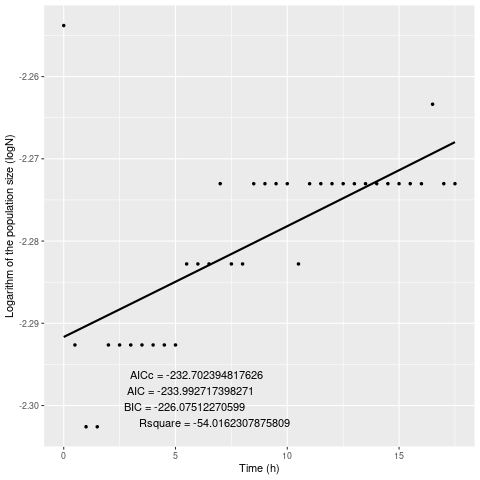 -2.26
-2.27
-2.28
-2.29
-2.30
Logarithm of the population size (logN)
AICc = -232.702394817626
AIC = -233.992717398271
BIC = -226.07512270599
Rsquare = -54.0162307875809
0
5
10
15
Time (h)